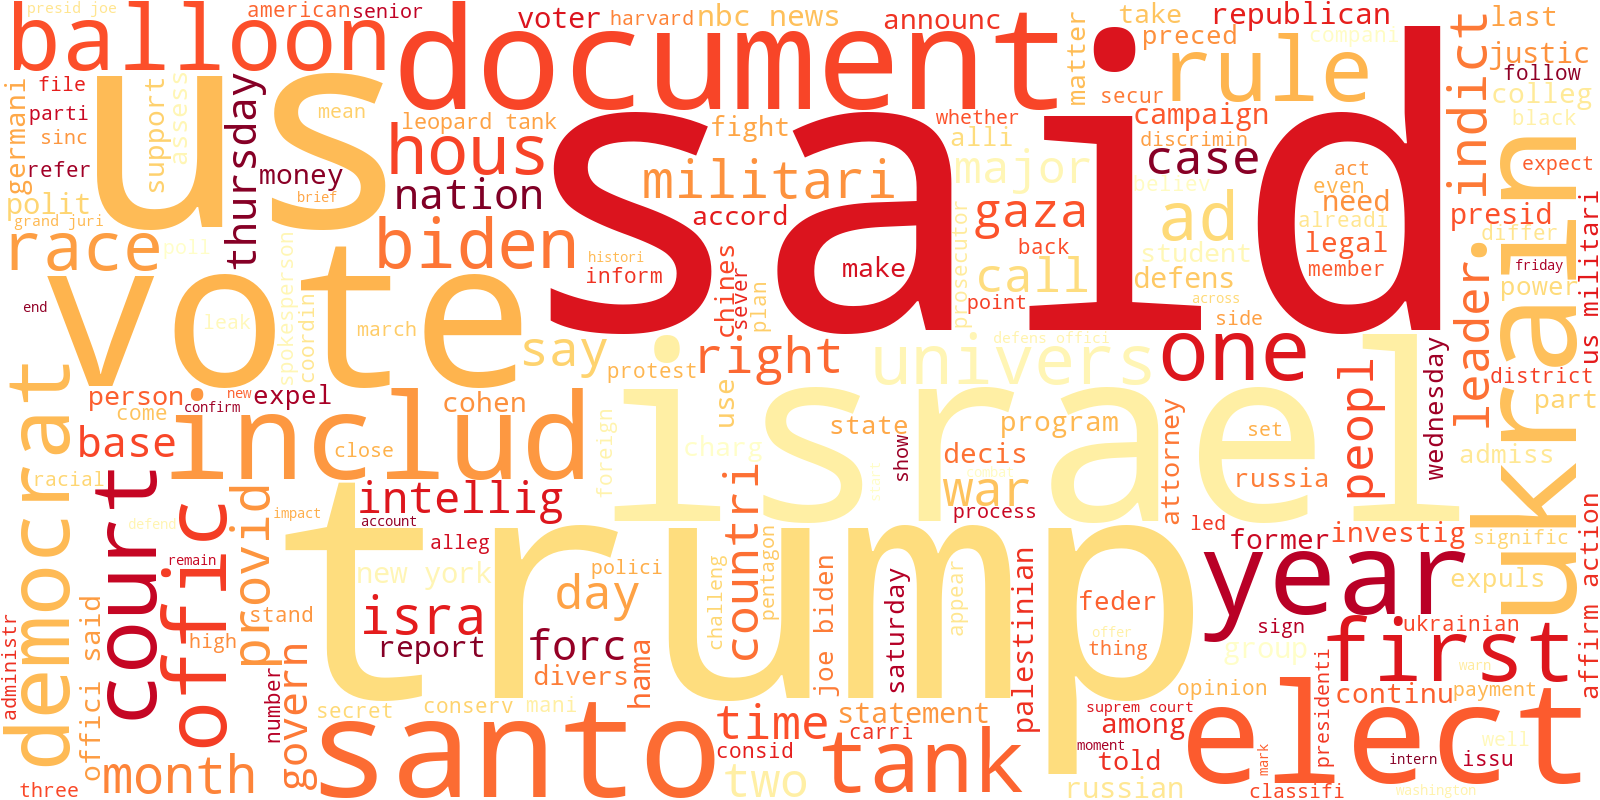 presid joe
american
senior
voter
harvard
nbc news
announc
take
republican
last
balloon
document
said
preced
compani
justic
rule
matter
us
file
parti
sinc
refer
germani
support
assess
thursday
mean
leopard tank
fight
whether
secur
campaign
discrimin
follow
colleg
black
indict
hous
alli
case
expect
money
nation
militari
major
believ
act
even
need
alreadi
legal
member
polit
brief
grand juri
accord
gaza
prosecutor
student
presid
differ
race
poll
biden
histori
inform
back
make
call
defens
friday
power
us militari
leader
ukrain
spokesperson
coordin
chines
sever
plan
point
across
side
end
leak
march
vote
say
right
defens offici
univers
one
protest
israel
democrat
person
new
expel
confirm
cohen
use
peopl
district
part
wednesday
come
includ
base
close
foreign
charg
state
program
attorney
set
admiss
racial
court
offic
provid
intellig
countri
show
start
cooper
decis
war
russia
impact
account
trump
process
led
former
investig
signific
defend
remain
alleg
new york
polici
challeng
pentagon
saturday
appear
palestinian
year
expuls
feder
day
isra
stand
high
report
forc
joe biden
offer
thing
sign
group
ukrainian
first
warn
affirm action
administr
offici said
number
govern
divers
hama
opinion
continu
payment
secret
conserv
mani
santo
time
statement
suprem court
among
elect
presidenti
month
three
consid
carri
tank
two
moment
told
russian
mark
classifi
intern
issu
well
washington